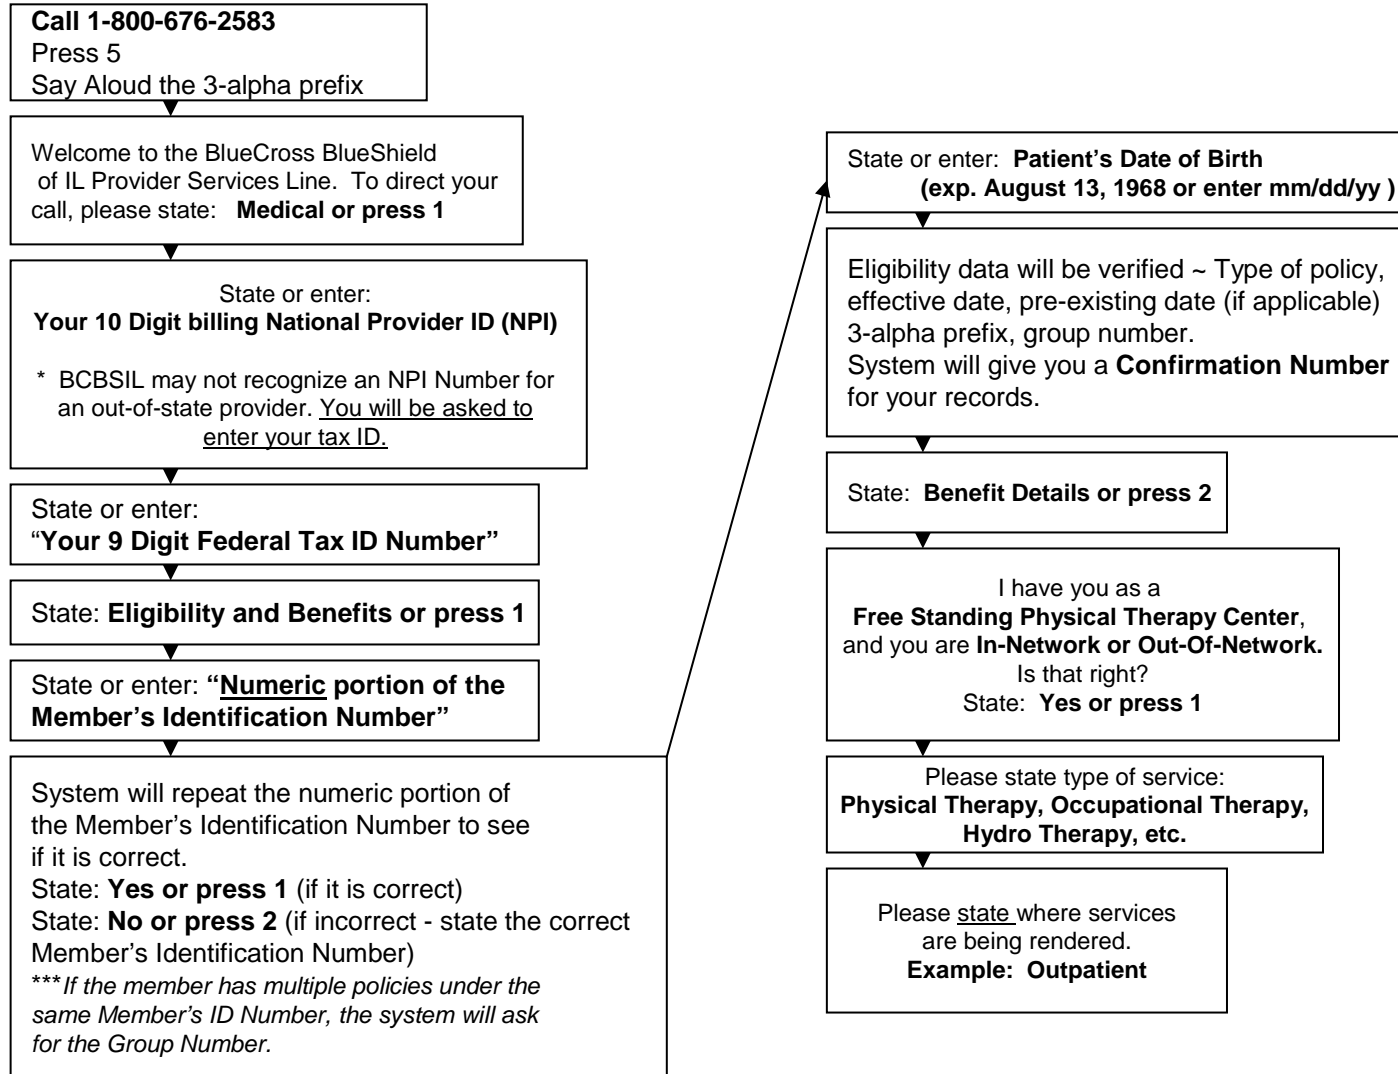 Call 1-800-676-2583
Press 5
Say Aloud the 3-alpha prefix
Welcome to the BlueCross BlueShield
of IL Provider Services Line. To direct your
call, please state: Medical or press 1
State or enter:
Your 10 Digit billing National Provider ID (NPI)
* BCBSIL may not recognize an NPI Number for
an out-of-state provider. You will be asked to
enter your tax ID.
State or enter:
“Your 9 Digit Federal Tax ID Number”
State: Eligibility and Benefits or press 1
State or enter: “Numeric portion of the
Member’s Identification Number”
System will repeat the numeric portion of
the Member’s Identification Number to see
if it is correct.
State: Yes or press 1 (if it is correct)
State: No or press 2 (if incorrect - state the correct
Member’s Identification Number)
***If the member has multiple policies under the
same Member’s ID Number, the system will ask
for the Group Number.
State or enter: Patient’s Date of Birth
(exp. August 13, 1968 or enter mm/dd/yy )
Eligibility data will be verified ~ Type of policy,
effective date, pre-existing date (if applicable)
3-alpha prefix, group number.
System will give you a Confirmation Number
for your records.
State: Benefit Details or press 2
I have you as a
Free Standing Physical Therapy Center,
and you are In-Network or Out-Of-Network.
Is that right?
State: Yes or press 1
Please state type of service:
Physical Therapy, Occupational Therapy,
Hydro Therapy, etc.
Please state where services
are being rendered.
Example: Outpatient